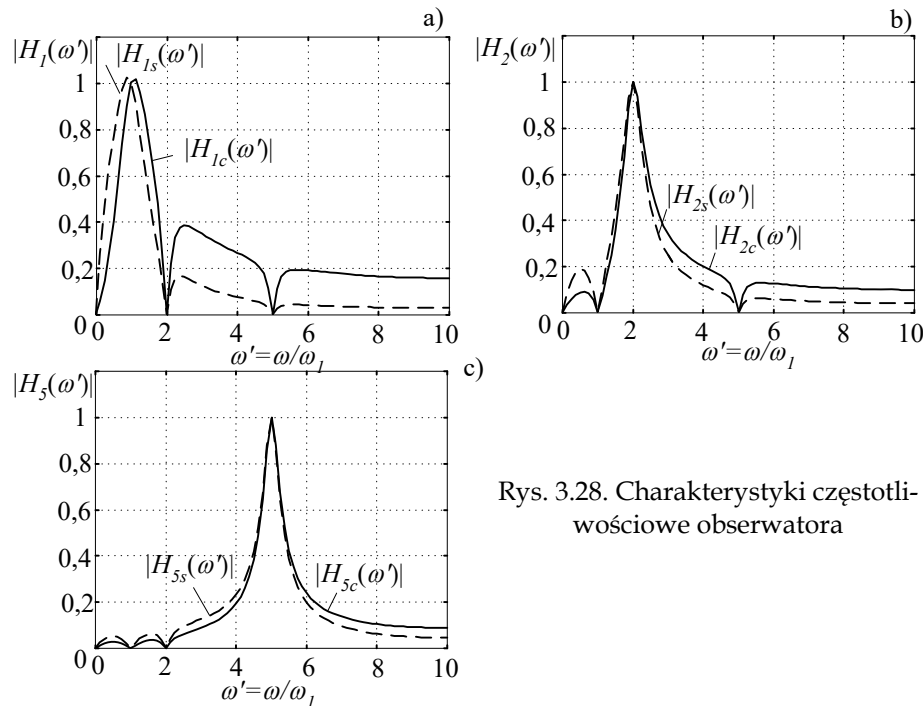 a)
|H1(ω')|
|H1s(ω')|
1
0,8
|H1c(ω')|
0,6
0,4
0,2
0
0 2 4 6 8 10
ω'=ω/ω1
b)
|H2(ω')|
1
0,8
0,6
|H2s(ω')|
0,4
|H2c(ω')|
0,2
0
0 2 4 6 8 10
ω'=ω/ω1
c)
|H5(ω')|
1
0,8
0,6
0,4
|H5s(ω')|
|H5c(ω')|
0,2
0
0 2 4 6 8 10
ω'=ω/ω1
Rys. 3.28. Charakterystyki częstotli-
wościowe obserwatora